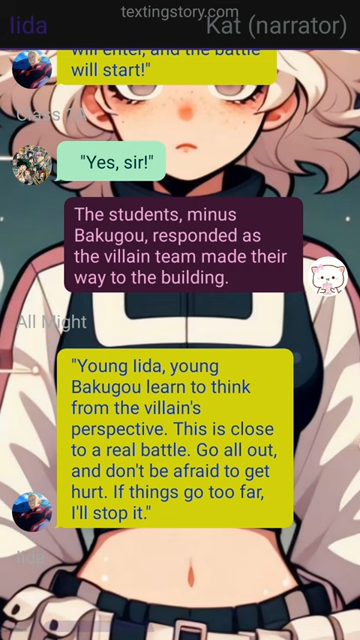 textingstory.com
Iida
Kat (narrator)
will enter, and the battle
will start!"
"Yes, sir!"
The students, minus
Bakugou, responded as
the villain team made their
way to the building.
All Might
"Young Iida, young
Bakugou learn to think
from the villain's
perspective. This is close
to a real battle. Go all out,
and don't be afraid to get
hurt. If things go too far,
I'll stop it."
Iida